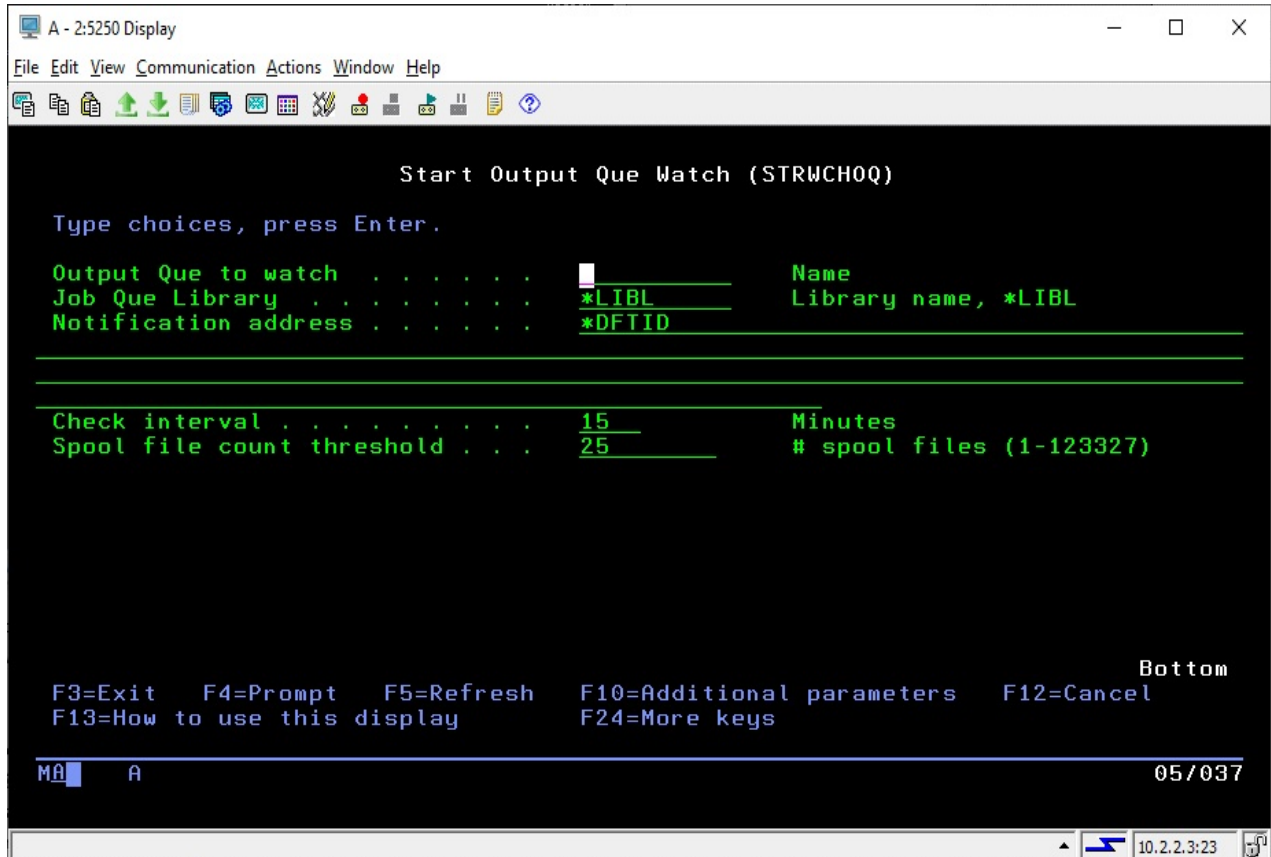 A - 2:5250 Display
File Edit View Communication Actions Window Help
Start Output Que Watch (STRWCHOQ)
Type choices, press Enter.
Output Que to watch . . . . . . Name
Job Que Library . . . . . . . . *LIBL Library name, *LIBL
Notification address . . . . . . *DFTID
Check interval . . . . . . . . . 15 Minutes
Spool file count threshold . . . 25 # spool files (1-123327)
Bottom
F3=Exit F4=Prompt F5=Refresh F10=Additional parameters F12=Cancel
F13=How to use this display F24=More keys
MA A 05/037
10.2.2.3:23